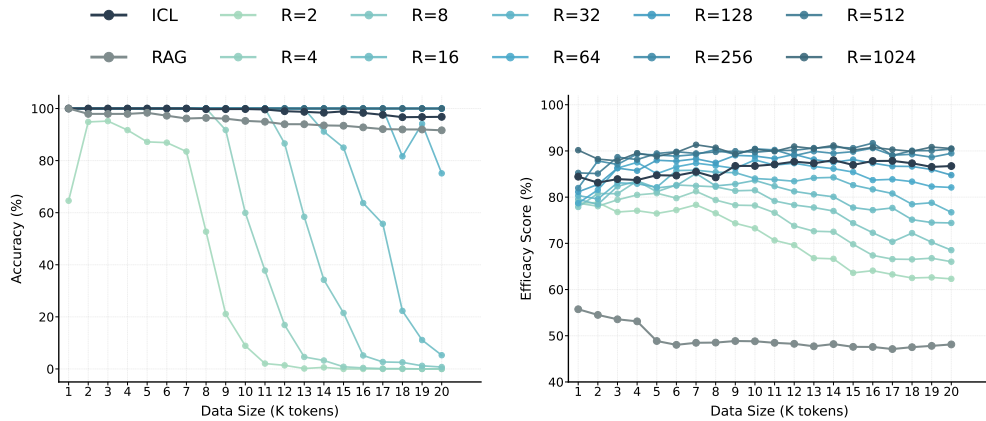 ICL R=2 R=8 R=32 R=128 R=512
RAG R=4 R=16 R=64 R=256 R=1024
Accuracy (%)
100
80
60
40
20
0
1 2 3 4 5 6 7 8 9 10 11 12 13 14 15 16 17 18 19 20
Data Size (K tokens)
Efficacy Score (%)
100
90
80
70
60
50
40
1 2 3 4 5 6 7 8 9 10 11 12 13 14 15 16 17 18 19 20
Data Size (K tokens)